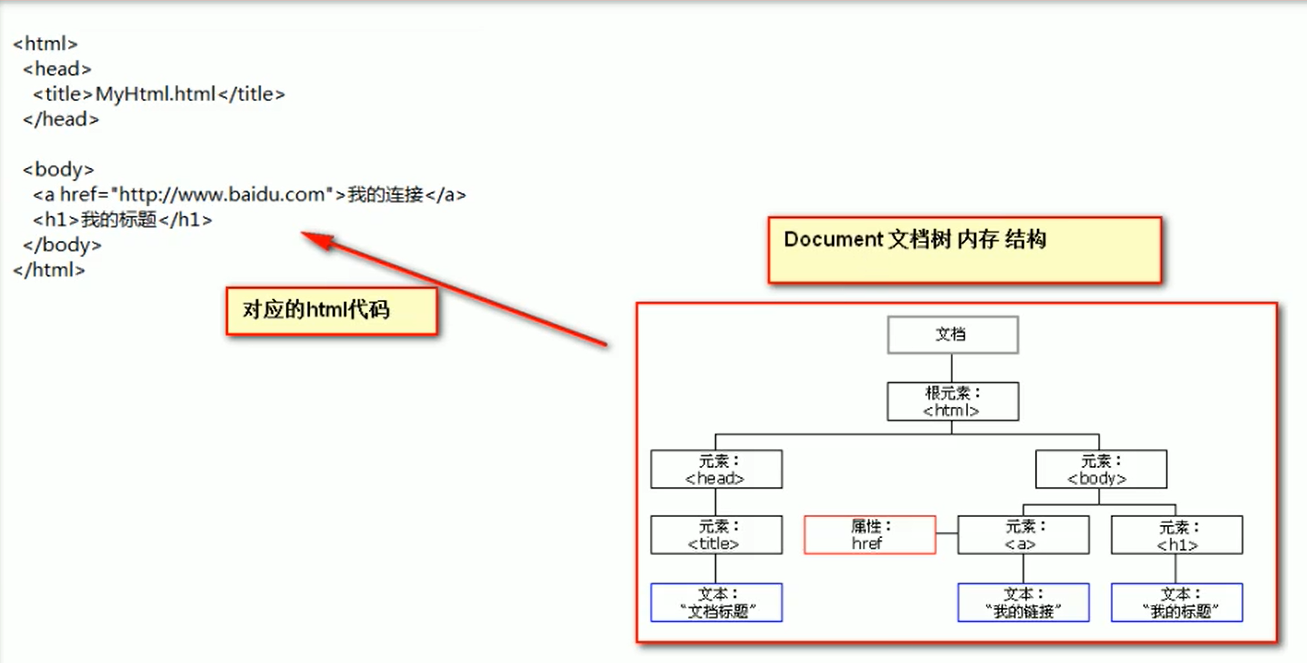 <html>
<head>
<title>MyHtml.html</title>
</head>
<body>
<a href="http://www.baidu.com">我的连接</a>
<h1>我的标题</h1>
</body>
</html>
对应的html代码
Document 文档树 内存 结构
文档
根元素：
<html>
元素：
<head>
元素：
<body>
元素：
<title>
属性：
href
元素：
<a>
元素：
<h1>
文本：
“文档标题”
文本：
“我的链接”
文本：
“我的标题”